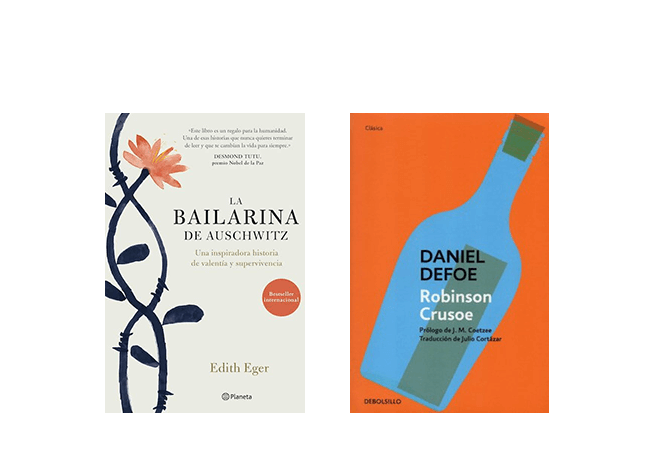 «Este libro es un regalo para la humanidad.
Una de esas historias que nunca quieres terminar
de leer y que te cambian la vida para siempre.»
DESMOND TUTU,
premio Nobel de la Paz
LA
BAILARINA
DE AUSCHWITZ
Una inspiradora historia
de valentía y supervivencia
Bestseller
internacional
Edith Eger
Planeta
Clásica
DANIEL
DEFOE
Robinson
Crusoe
Prólogo de J. M. Coetzee
Traducción de Julio Cortázar
DEBOLSILLO